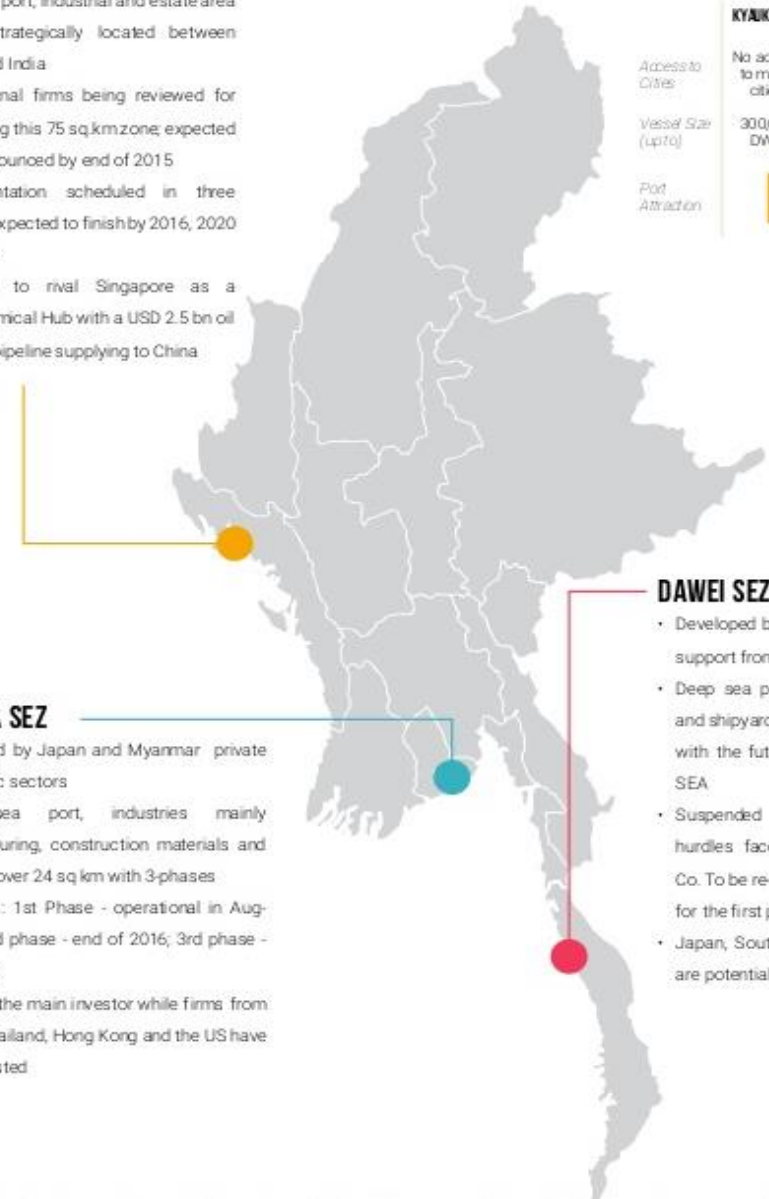 port, industrial and estate area
trategically located between
d India
nal firms being reviewed for
g this 75 sq.km zone; expected
ounced by end of 2015
ntation scheduled in three
xpected to finish by 2016, 2020
to rival Singapore as a
mical Hub with a USD 2.5 bn oil
pipeline supplying to China
KYAUK
Access to
Cities
No ac
to m
citi
Vessel Size
(up to)
300,
DW
Port
Attraction
DAWEI SEZ
• Developed b
support from
• Deep sea p
and shipyard
with the fut
SEA
• Suspended
hurdles face
Co. To be re-
for the first p
• Japan, Sout
are potential
A SEZ
d by Japan and Myanmar private
c sectors
ea port, industries mainly
uring, construction materials and
over 24 sq km with 3-phases
: 1st Phase - operational in Aug-
d phase - end of 2016; 3rd phase -
the main investor while firms from
ailand, Hong Kong and the US have
sted